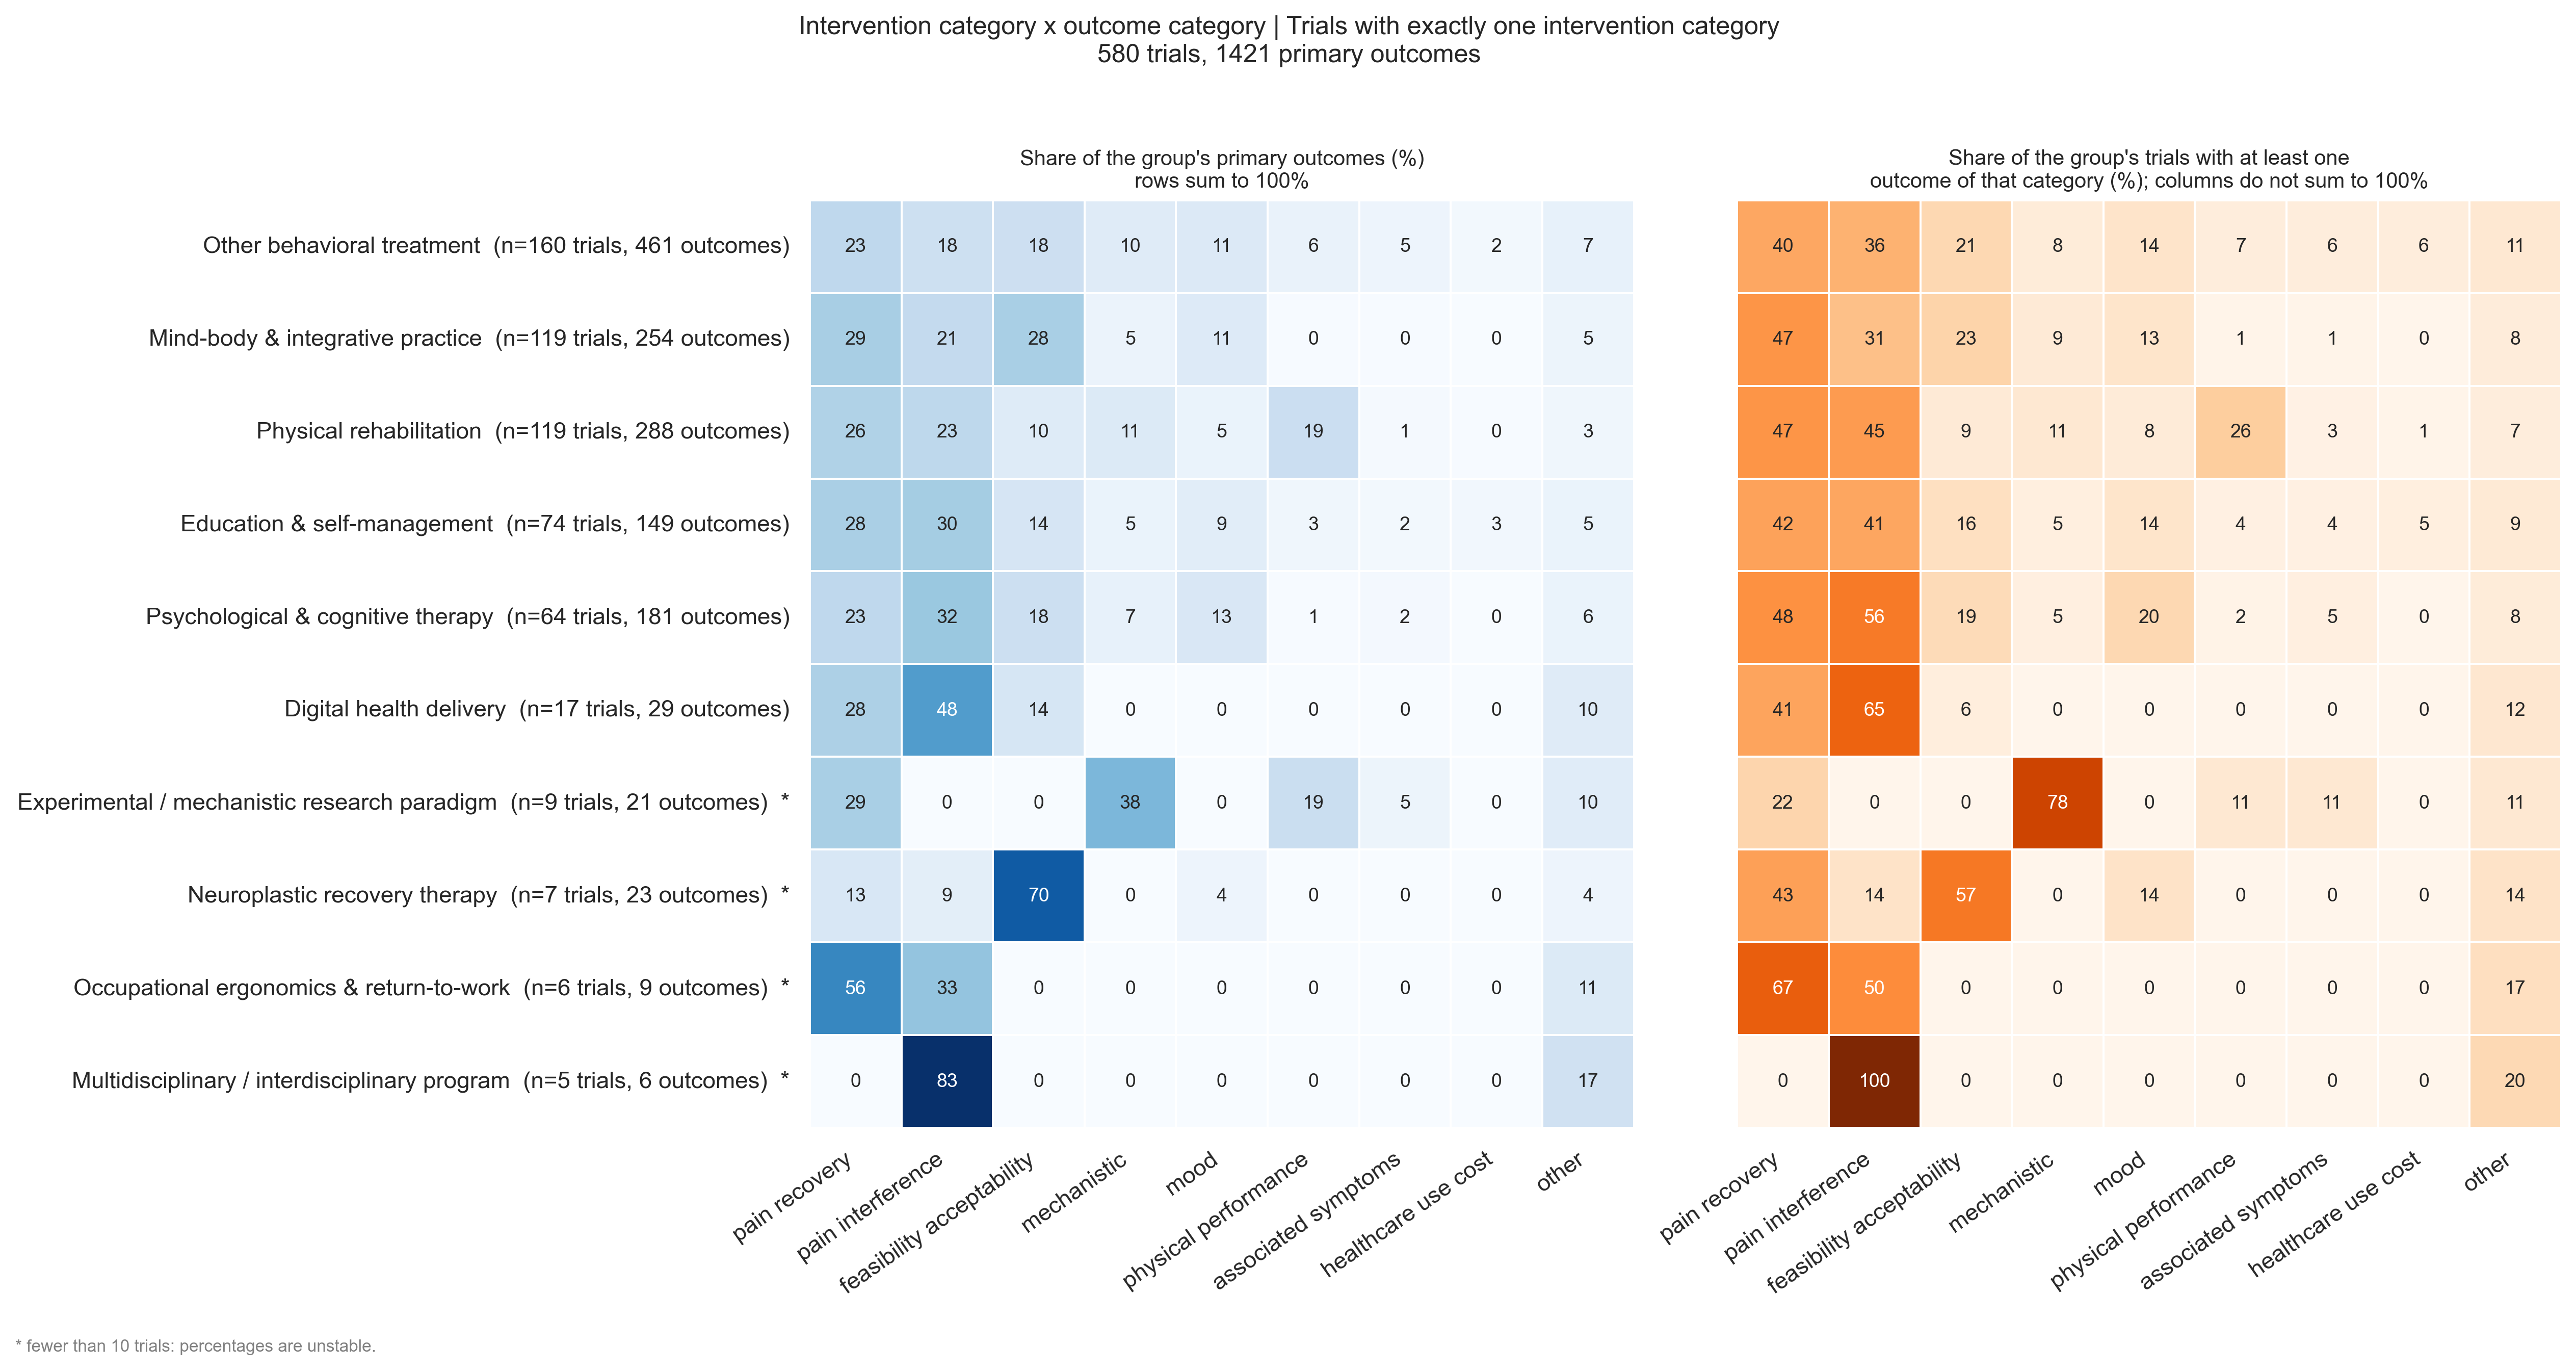 Intervention category x outcome category | Trials with exactly one intervention category
580 trials, 1421 primary outcomes
Share of the group's primary outcomes (%)
rows sum to 100%
Share of the group's trials with at least one
outcome of that category (%); columns do not sum to 100%
Other behavioral treatment (n=160 trials, 461 outcomes) 23 18 18 10 11 6 5 2 7 40 36 21 8 14 7 6 6 11
Mind-body & integrative practice (n=119 trials, 254 outcomes) 29 21 28 5 11 0 0 0 5 47 31 23 9 13 1 1 0 8
Physical rehabilitation (n=119 trials, 288 outcomes) 26 23 10 11 5 19 1 0 3 47 45 9 11 8 26 3 1 7
Education & self-management (n=74 trials, 149 outcomes) 28 30 14 5 9 3 2 3 5 42 41 16 5 14 4 4 5 9
Psychological & cognitive therapy (n=64 trials, 181 outcomes) 23 32 18 7 13 1 2 0 6 48 56 19 5 20 2 5 0 8
Digital health delivery (n=17 trials, 29 outcomes) 28 48 14 0 0 0 0 0 10 41 65 6 0 0 0 0 0 12
Experimental / mechanistic research paradigm (n=9 trials, 21 outcomes) * 29 0 0 38 0 19 5 0 10 22 0 0 78 0 11 11 0 11
Neuroplastic recovery therapy (n=7 trials, 23 outcomes) * 13 9 70 0 4 0 0 0 4 43 14 57 0 14 0 0 0 14
Occupational ergonomics & return-to-work (n=6 trials, 9 outcomes) * 56 33 0 0 0 0 0 0 11 67 50 0 0 0 0 0 0 17
Multidisciplinary / interdisciplinary program (n=5 trials, 6 outcomes) * 0 83 0 0 0 0 0 0 17 0 100 0 0 0 0 0 0 20
pain recovery pain interference feasibility acceptability mechanistic mood physical performance associated symptoms healthcare use cost other
pain recovery pain interference feasibility acceptability mechanistic mood physical performance associated symptoms healthcare use cost other
* fewer than 10 trials: percentages are unstable.